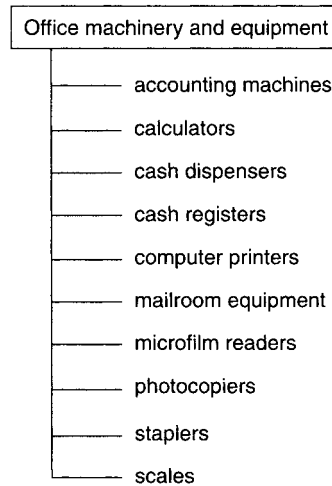 Office machinery and equipment
accounting machines
calculators
cash dispensers
cash registers
computer printers
mailroom equipment
microfilm readers
photocopiers
staplers
scales